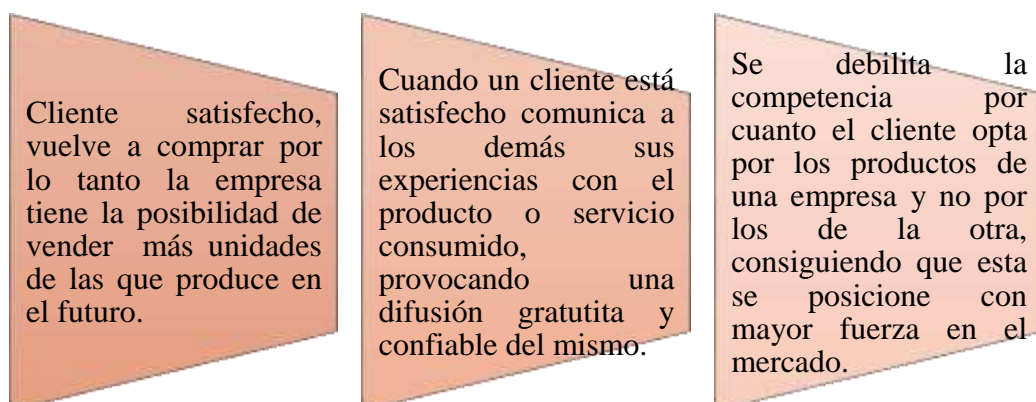 Cliente satisfecho,
vuelve a comprar por
lo tanto la empresa
tiene la posibilidad de
vender más unidades
de las que produce en
el futuro.
Cuando un cliente está
satisfecho comunica a
los demás sus
experiencias con el
producto o servicio
consumido,
provocando una
difusión gratutita y
confiable del mismo.
Se debilita la
competencia por
cuanto el cliente opta
por los productos de
una empresa y no por
los de la otra,
consiguiendo que esta
se posicione con
mayor fuerza en el
mercado.